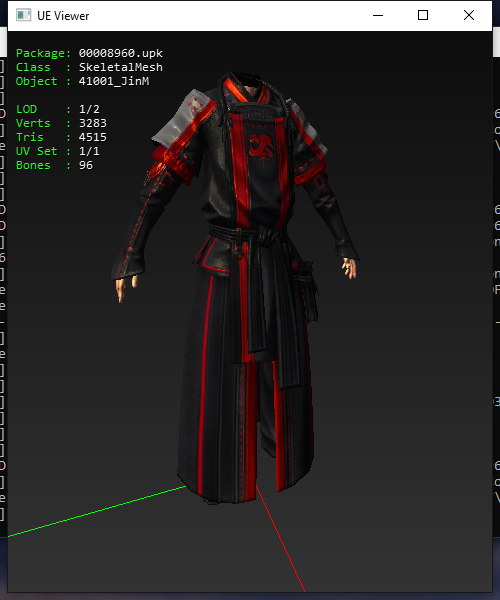 UE Viewer
Package: 00008960.upk
Class  : SkeletalMesh
Object : 41001_JinM
LOD    : 1/2
Verts  : 3283
Tris   : 4515
UV Set : 1/1
Bones  : 96